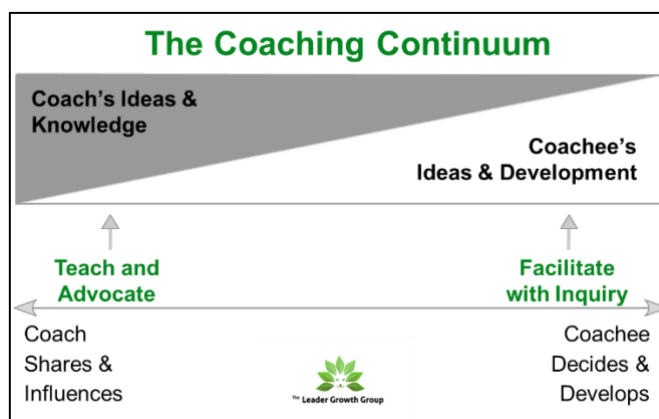 The Coaching Continuum
Coach's Ideas &
Knowledge
Coachee's
Ideas & Development
Teach and
Advocate
Facilitate
with Inquiry
Coach
Shares &
Influences
Coachee
Decides &
Develops
The Leader Growth Group